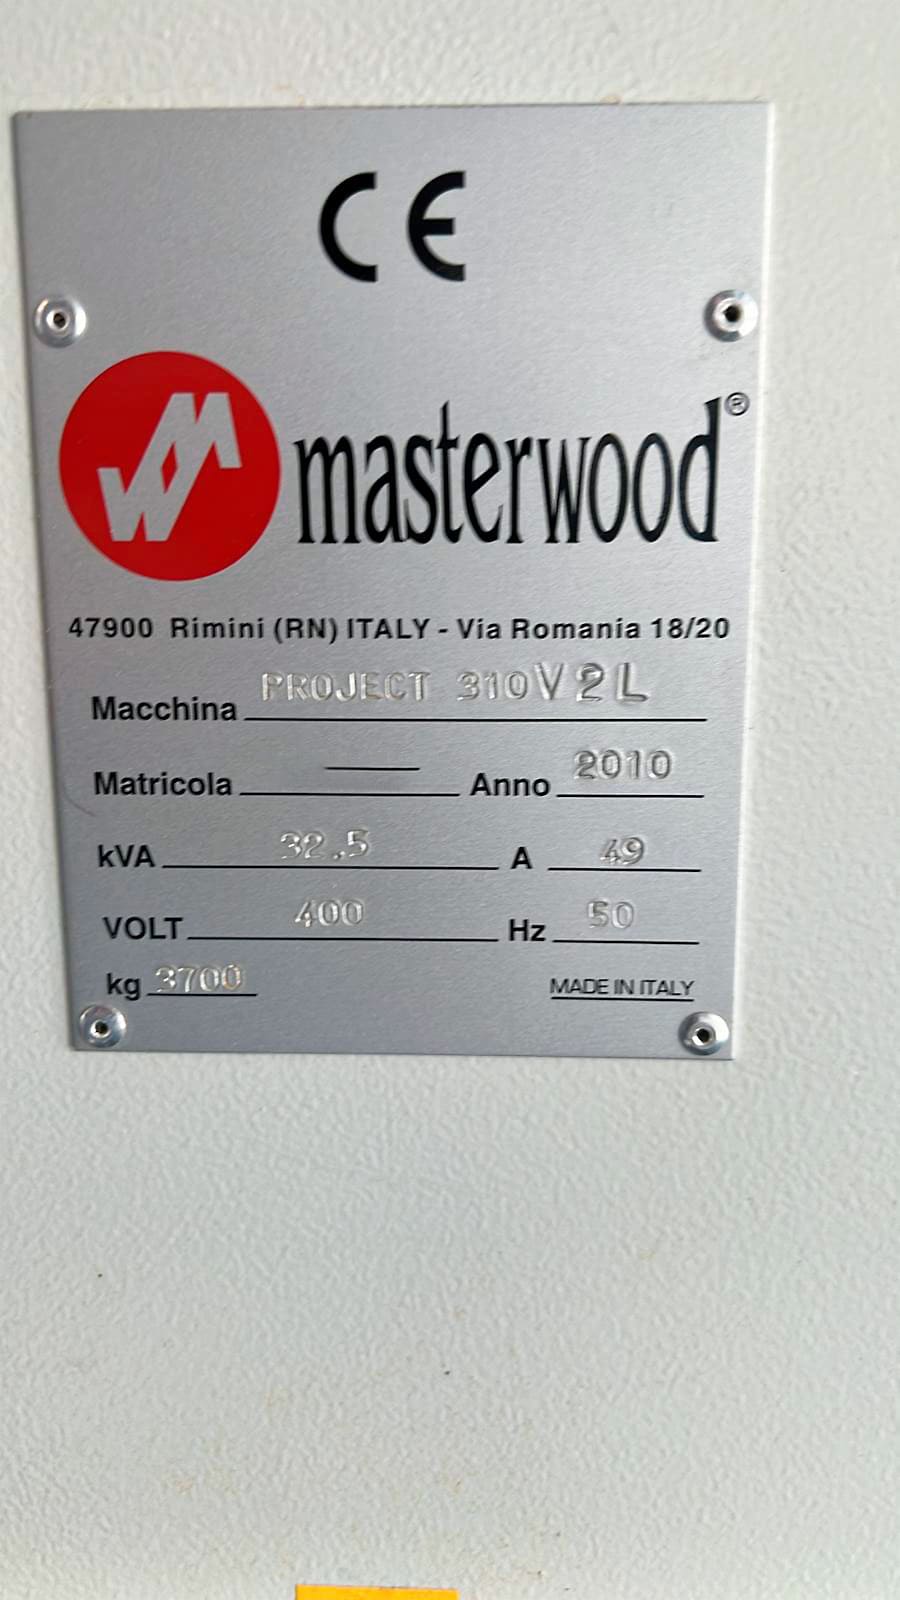 CE
masterwood®
47900 Rimini (RN) ITALY - Via Romania 18/20
Macchina PROJECT 310V2L
Matricola — Anno 2010
kVA 32.5 A 49
VOLT 400 Hz 50
kg 3700 MADE IN ITALY